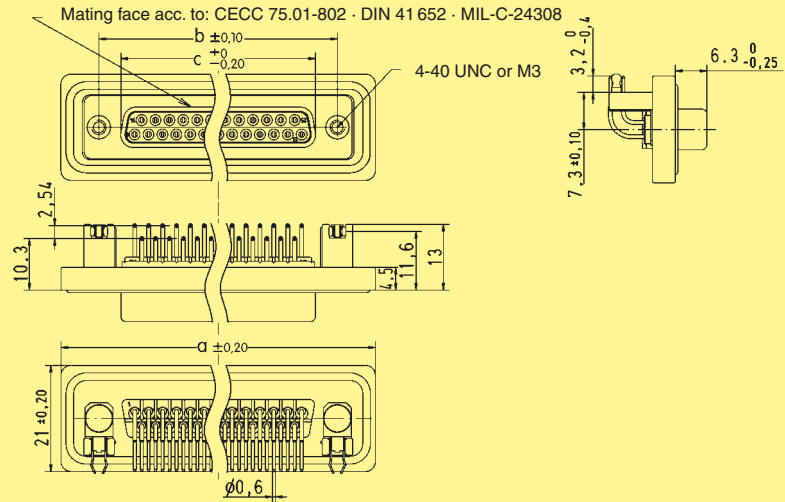 Mating face acc. to: CECC 75.01-802 · DIN 41 652 · MIL-C-24308
b ±0,10
c +0 -0,20
4-40 UNC or M3
3,2 0 -0,4
6.3 0 -0,25
7.3 ±0,10
2,54
10.3
4.5
11,6
13
a ±0,20
21 ±0,20
ø0,6